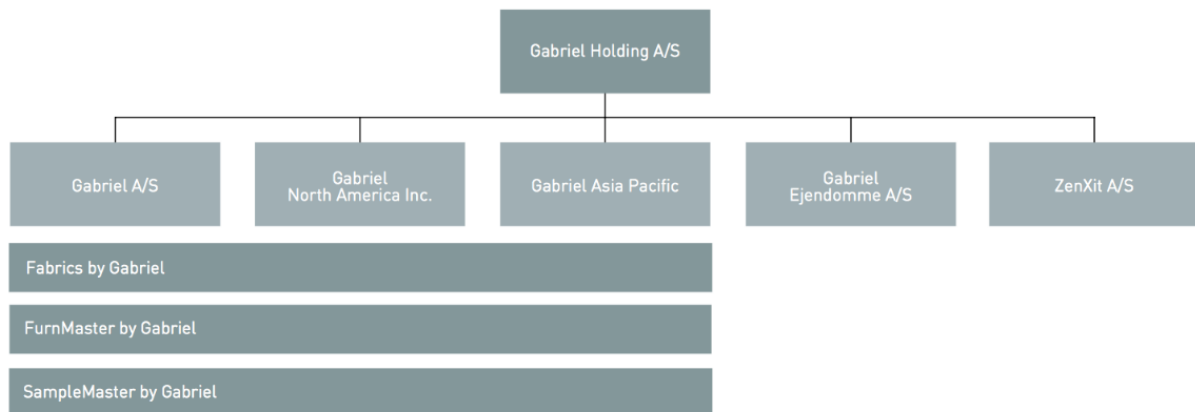 Gabriel Holding A/S
Gabriel A/S
Gabriel
North America Inc.
Gabriel Asia Pacific
Gabriel
Ejendomme A/S
ZenXit A/S
Fabrics by Gabriel
FurnMaster by Gabriel
SampleMaster by Gabriel